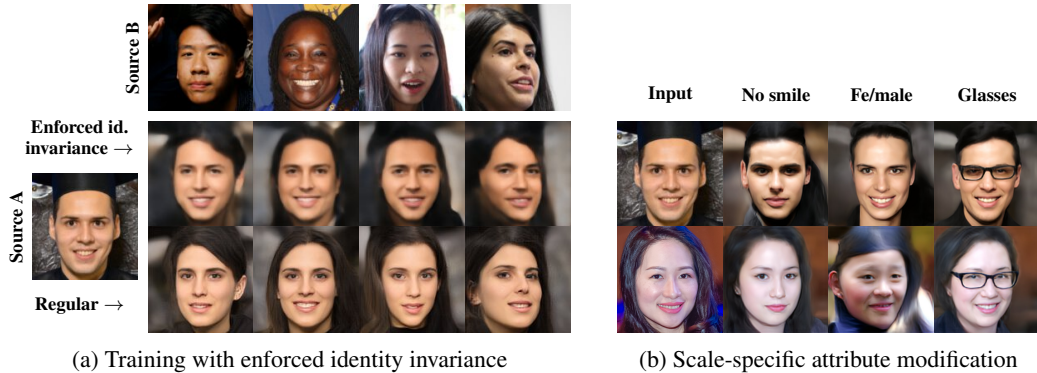 Source B
Enforced id.
invariance →
Source A
Regular →
(a) Training with enforced identity invariance
Input No smile Fe/male Glasses
(b) Scale-specific attribute modification